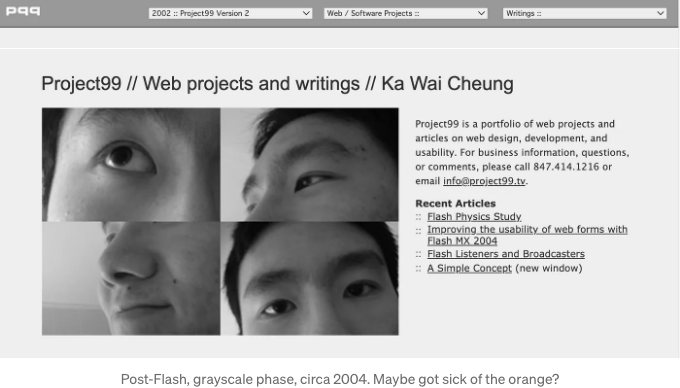 p99
2002 :: Project99 Version 2
Web / Software Projects ::
Writings ::
Project99 // Web projects and writings // Ka Wai Cheung
Project99 is a portfolio of web projects and
articles on web design, development, and
usability. For business information, questions,
or comments, please call 847.414.1216 or
email info@project99.tv.
Recent Articles
:: Flash Physics Study
:: Improving the usability of web forms with
Flash MX 2004
:: Flash Listeners and Broadcasters
:: A Simple Concept (new window)
Post-Flash, grayscale phase, circa 2004. Maybe got sick of the orange?